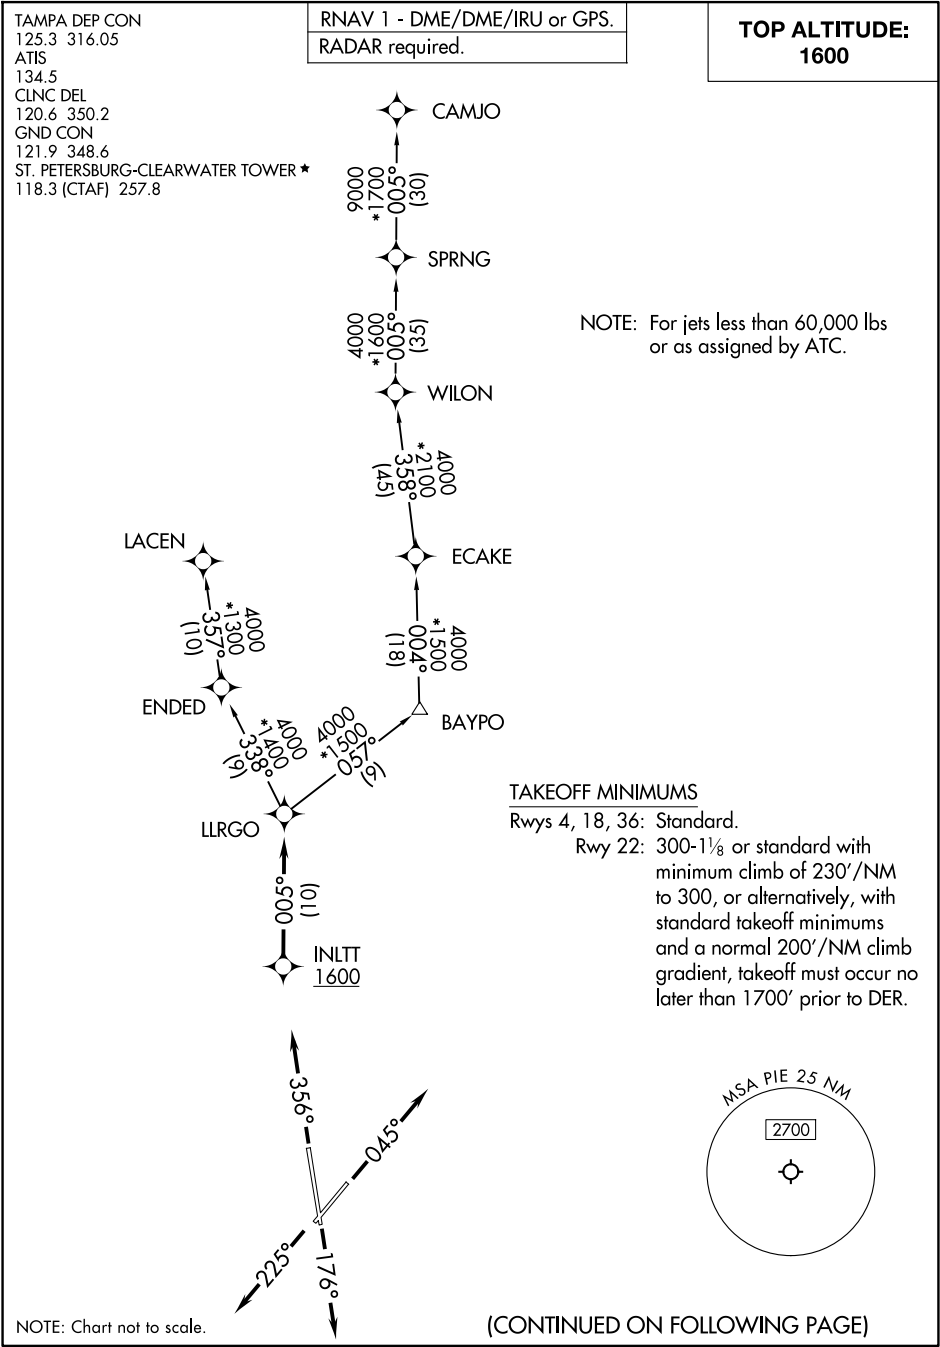 TAMPA DEP CON
125.3 316.05
ATIS
134.5
CLNC DEL
120.6 350.2
GND CON
121.9 348.6
ST. PETERSBURG-CLEARWATER TOWER ★
118.3 (CTAF) 257.8
RNAV 1 - DME/DME/IRU or GPS.
RADAR required.
TOP ALTITUDE:
1600
CAMJO
9000
*1700
005°
(30)
SPRNG
4000
*1600
005°
(35)
NOTE: For jets less than 60,000 lbs
or as assigned by ATC.
WILON
4000
*2100
358°
(45)
LACEN
ECAKE
4000
*1300
357°
(10)
4000
*1500
004°
(18)
ENDED
BAYPO
4000
*1400
338°
(9)
4000
*1500
057°
(9)
LLRGO
005°
(10)
INLTT
1600
TAKEOFF MINIMUMS
Rwys 4, 18, 36: Standard.
Rwy 22: 300-1⅛ or standard with
minimum climb of 230'/NM
to 300, or alternatively, with
standard takeoff minimums
and a normal 200'/NM climb
gradient, takeoff must occur no
later than 1700' prior to DER.
356°
045°
225°
176°
MSA PIE 25 NM
2700
NOTE: Chart not to scale.
(CONTINUED ON FOLLOWING PAGE)